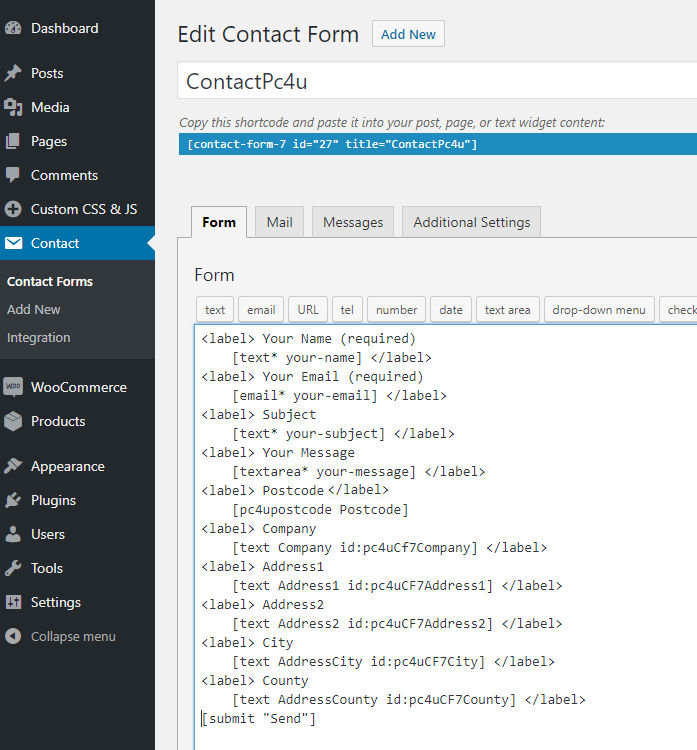 Dashboard
Posts
Media
Pages
Comments
Custom CSS & JS
Contact
Contact Forms
Add New
Integration
WOO WooCommerce
Products
Appearance
Plugins
Users
Tools
Settings
Collapse menu
Edit Contact Form Add New
ContactPc4u
Copy this shortcode and paste it into your post, page, or text widget content:
[contact-form-7 id="27" title="ContactPc4u"]
Form Mail Messages Additional Settings
Form
text email URL tel number date text area drop-down menu check
<label> Your Name (required)
[text* your-name] </label>
<label> Your Email (required)
[email* your-email] </label>
<label> Subject
[text* your-subject] </label>
<label> Your Message
[textarea* your-message] </label>
<label> Postcode </label>
[pc4upostcode Postcode]
<label> Company
[text Company id:pc4uCf7Company] </label>
<label> Address1
[text Address1 id:pc4uCF7Address1] </label>
<label> Address2
[text Address2 id:pc4uCF7Address2] </label>
<label> City
[text AddressCity id:pc4uCF7City] </label>
<label> County
[text AddressCounty id:pc4uCF7County] </label>
[submit "Send"]